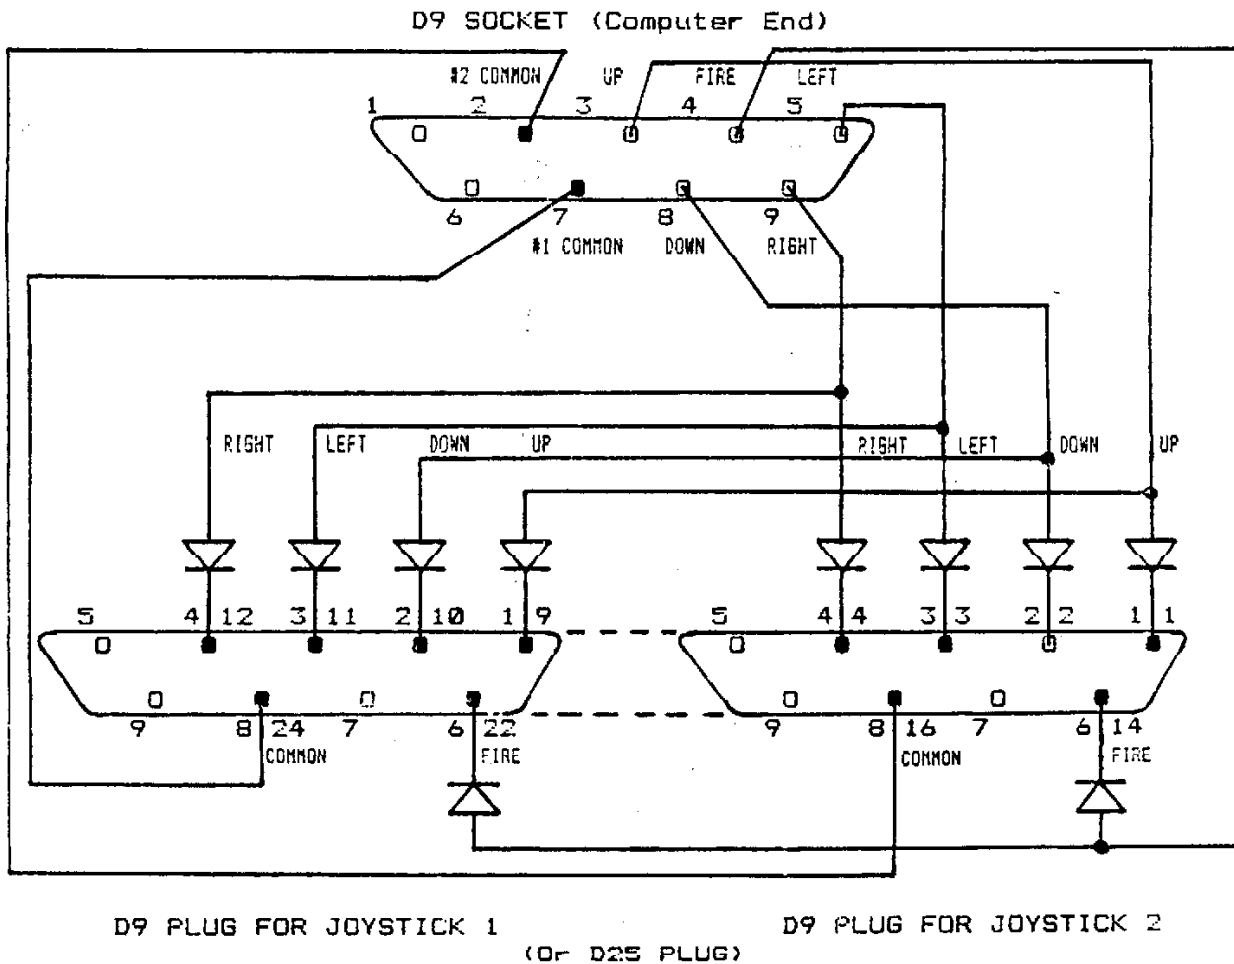 D9 SOCKET (Computer End)
#2 COMMON UP FIRE LEFT
1 2 3 4 5
6 7 8 9
#1 COMMON DOWN RIGHT
RIGHT LEFT DOWN UP RIGHT LEFT DOWN UP
5 4 12 3 11 2 10 1 9 5 4 4 3 3 2 2 1 1
9 8 24 7 6 22 9 8 16 7 6 14
COMMON FIRE COMMON FIRE
D9 PLUG FOR JOYSTICK 1 D9 PLUG FOR JOYSTICK 2
(Or D25 PLUG)